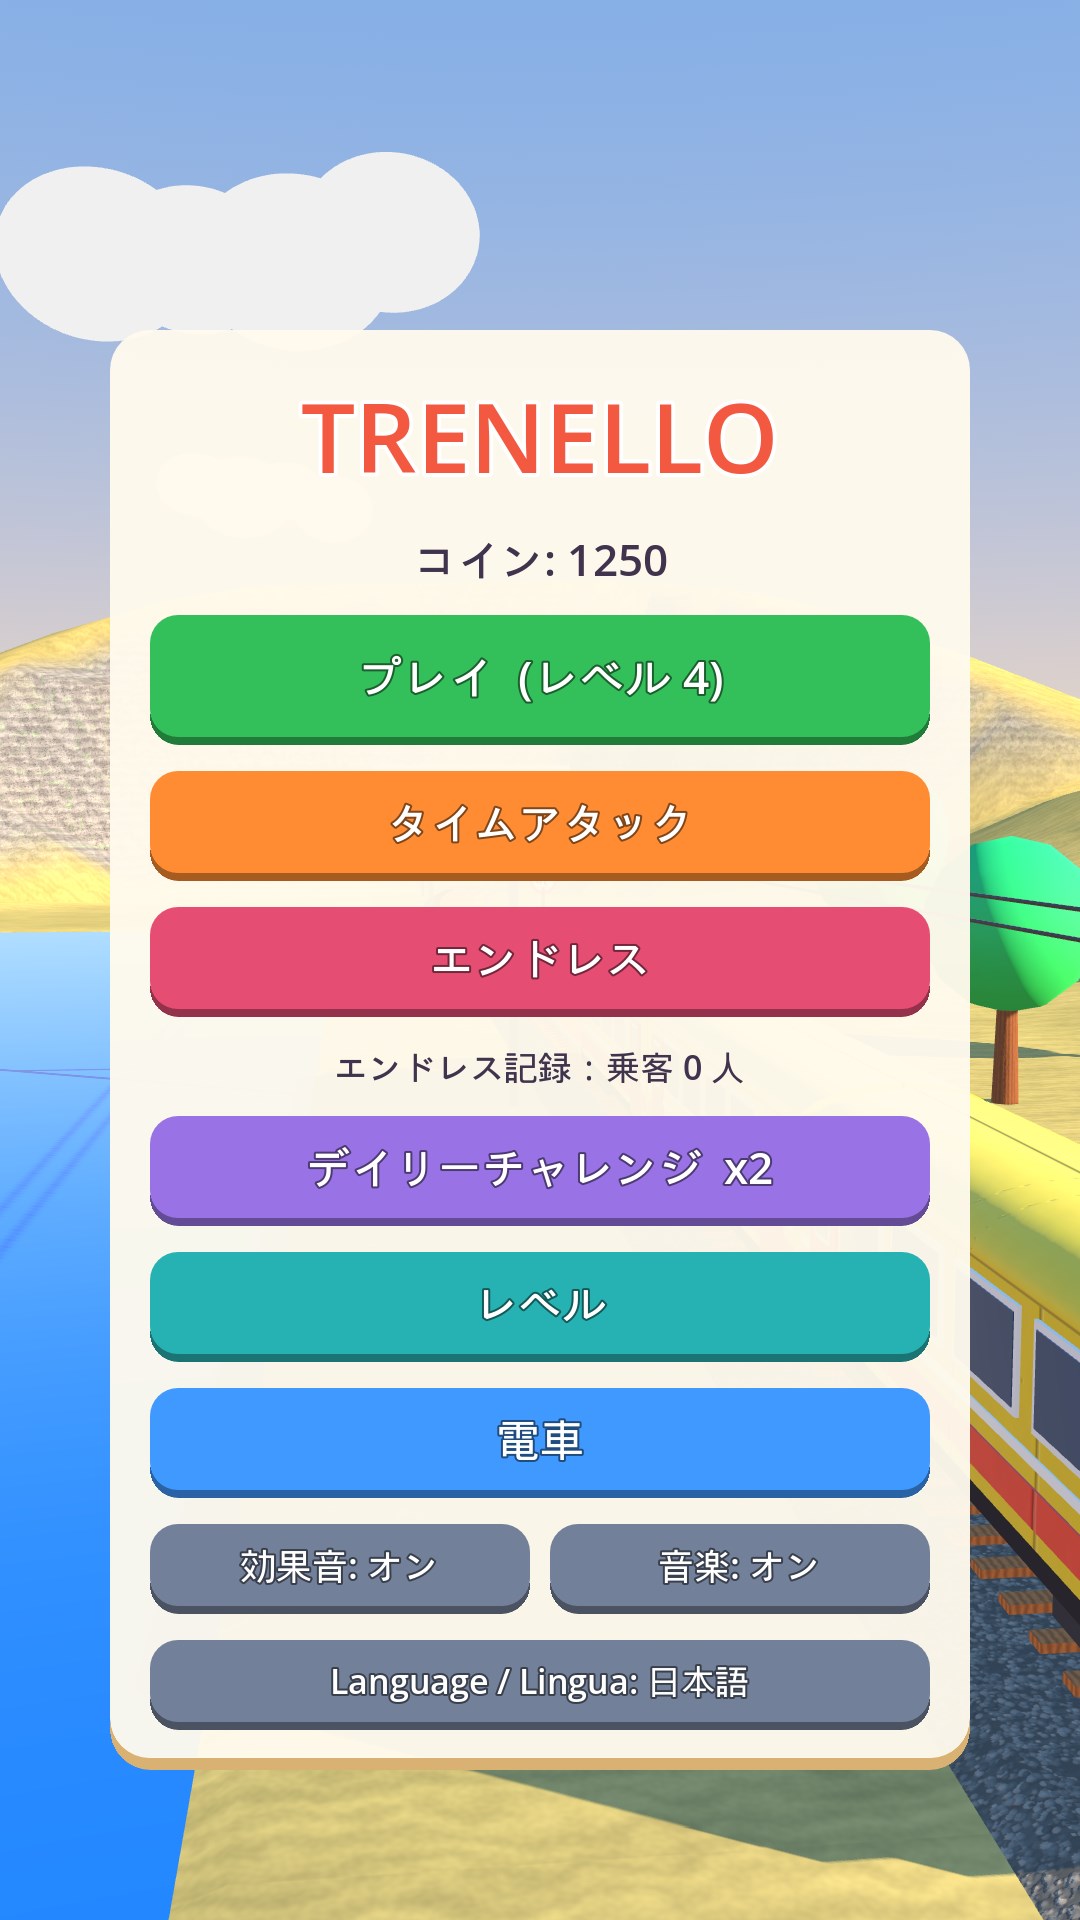 TRENELLO
コイン: 1250
プレイ (レベル 4)
タイムアタック
エンドレス
エンドレス記録：乗客 0 人
デイリーチャレンジ x2
レベル
電車
効果音: オン
音楽: オン
Language / Lingua: 日本語